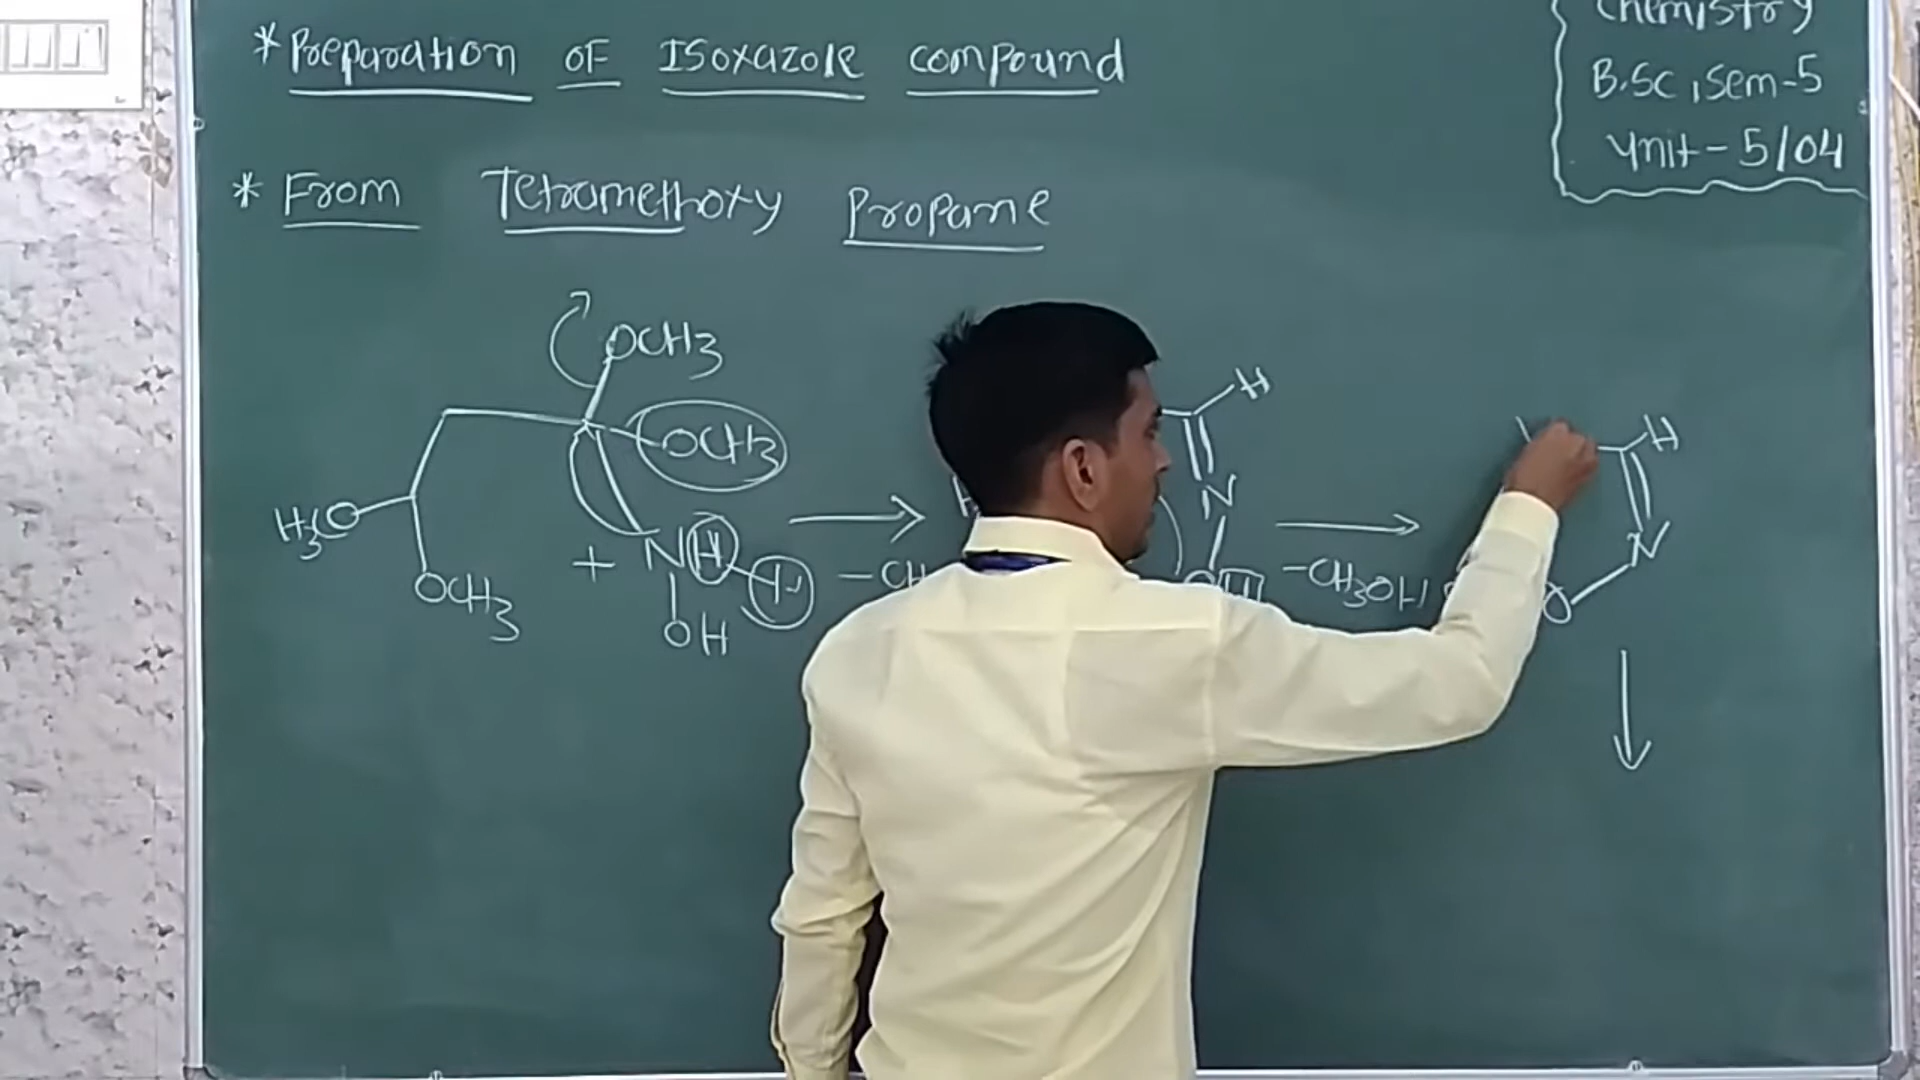 * Preparation of Isoxazole compound
Chemistry
B.Sc, Sem-5
Unit - 5/04
* From Tetramethoxy Propane
OCH3
OCH3
H3CO
OCH3
+ NH H
OH
H
N
OH
-CH3OH
H
N
O